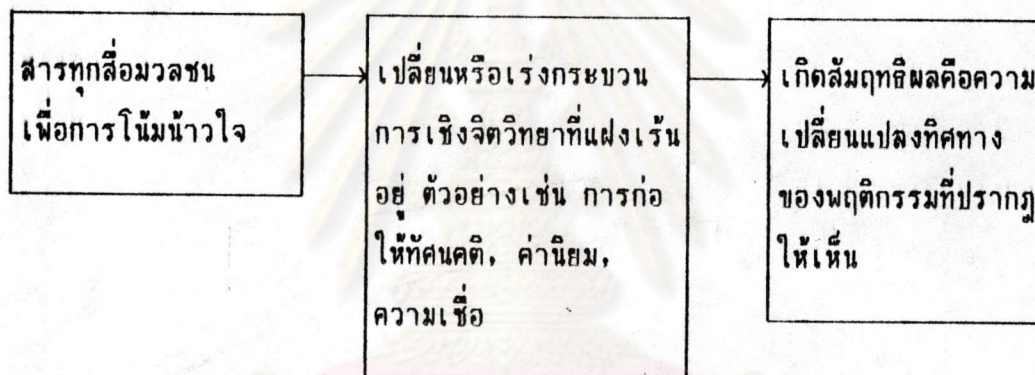 สารทุกสื่อมวลชน
เพื่อการโน้มน้าวใจ
เปลี่ยนหรือเร่งกระบวน
การเชิงจิตวิทยาที่แฝงเร้น
อยู่ ตัวอย่างเช่น การก่อ
ให้ทัศนคติ, ค่านิยม,
ความเชื่อ
เกิดสัมฤทธิผลคือความ
เปลี่ยนแปลงทิศทาง
ของพฤติกรรมที่ปรากฏ
ให้เห็น